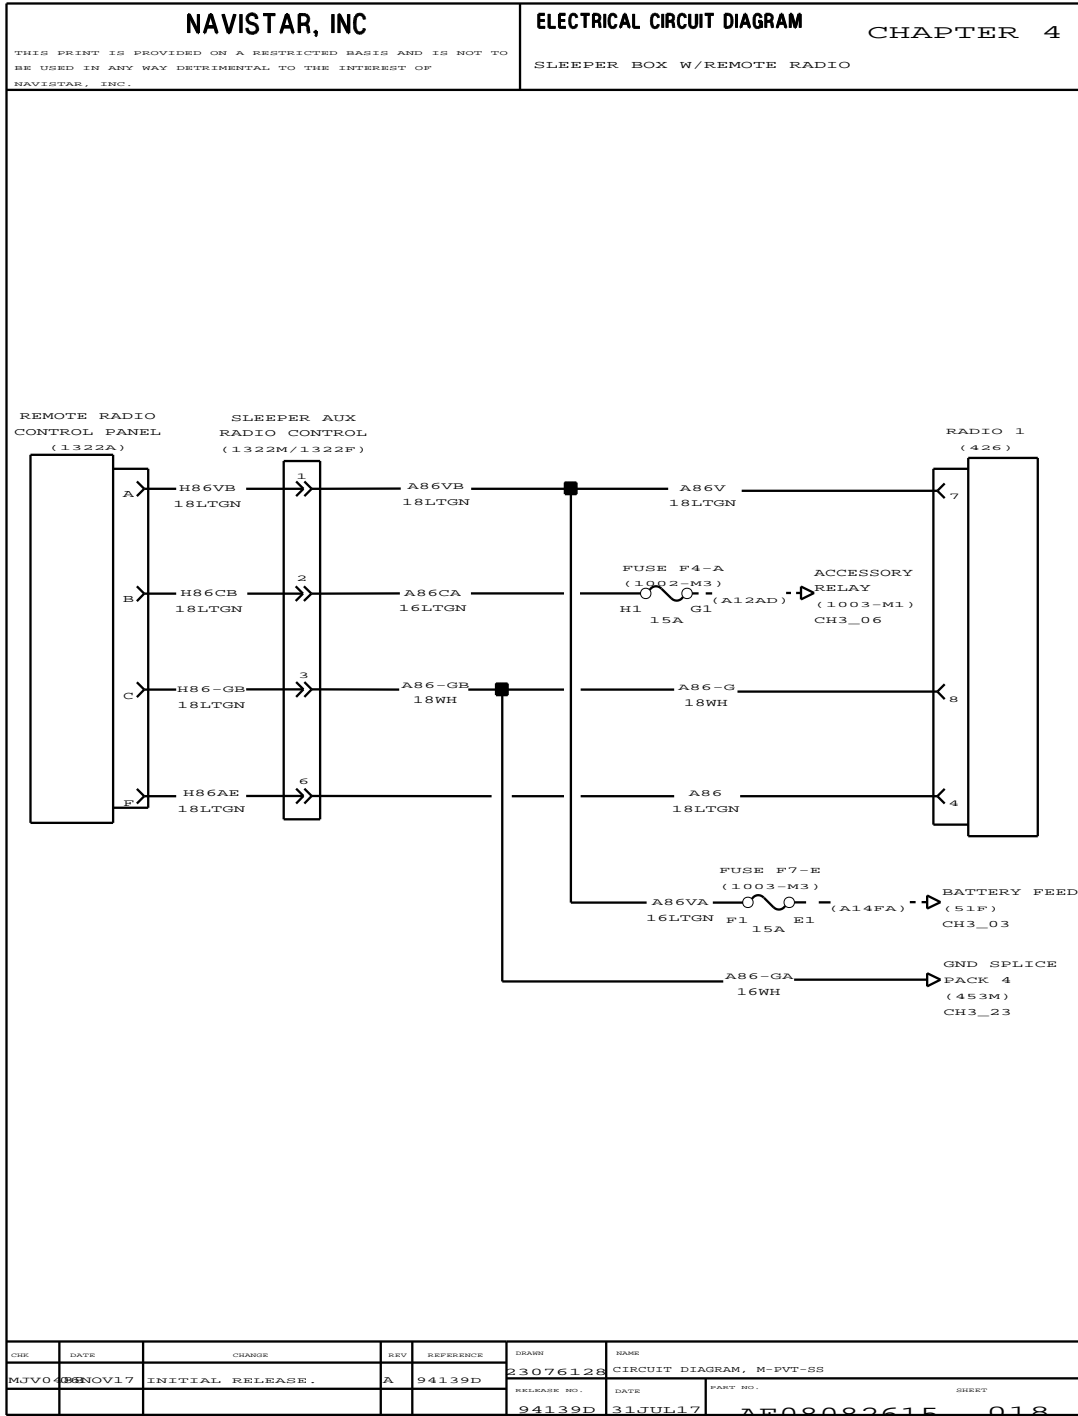 NAVISTAR, INC
THIS PRINT IS PROVIDED ON A RESTRICTED BASIS AND IS NOT TO
BE USED IN ANY WAY DETRIMENTAL TO THE INTEREST OF
NAVISTAR, INC.
ELECTRICAL CIRCUIT DIAGRAM
CHAPTER 4
SLEEPER BOX W/REMOTE RADIO
REMOTE RADIO
CONTROL PANEL
(1322A)
SLEEPER AUX
RADIO CONTROL
(1322M/1322F)
RADIO 1
(426)
A
H86VB
18LTGN
1
A86VB
18LTGN
A86V
18LTGN
7
B
H86CB
18LTGN
2
A86CA
16LTGN
FUSE F4-A
(1002-M3)
H1
G1
15A
(A12AD)
ACCESSORY
RELAY
(1003-M1)
CH3_06
C
H86-GB
18LTGN
3
A86-GB
18WH
A86-G
18WH
8
F
H86AE
18LTGN
6
A86
18LTGN
4
A86VA
16LTGN
FUSE F7-E
(1003-M3)
F1
E1
15A
(A14FA)
BATTERY FEED
(51F)
CH3_03
A86-GA
16WH
GND SPLICE
PACK 4
(453M)
CH3_23
CHK
DATE
CHANGE
REV
REFERENCE
DRAWN
NAME
INITIAL RELEASE.
A
94139D
23076128
CIRCUIT DIAGRAM, M-PVT-SS
RELEASE NO.
DATE
PART NO.
SHEET
94139D
31JUL17
018